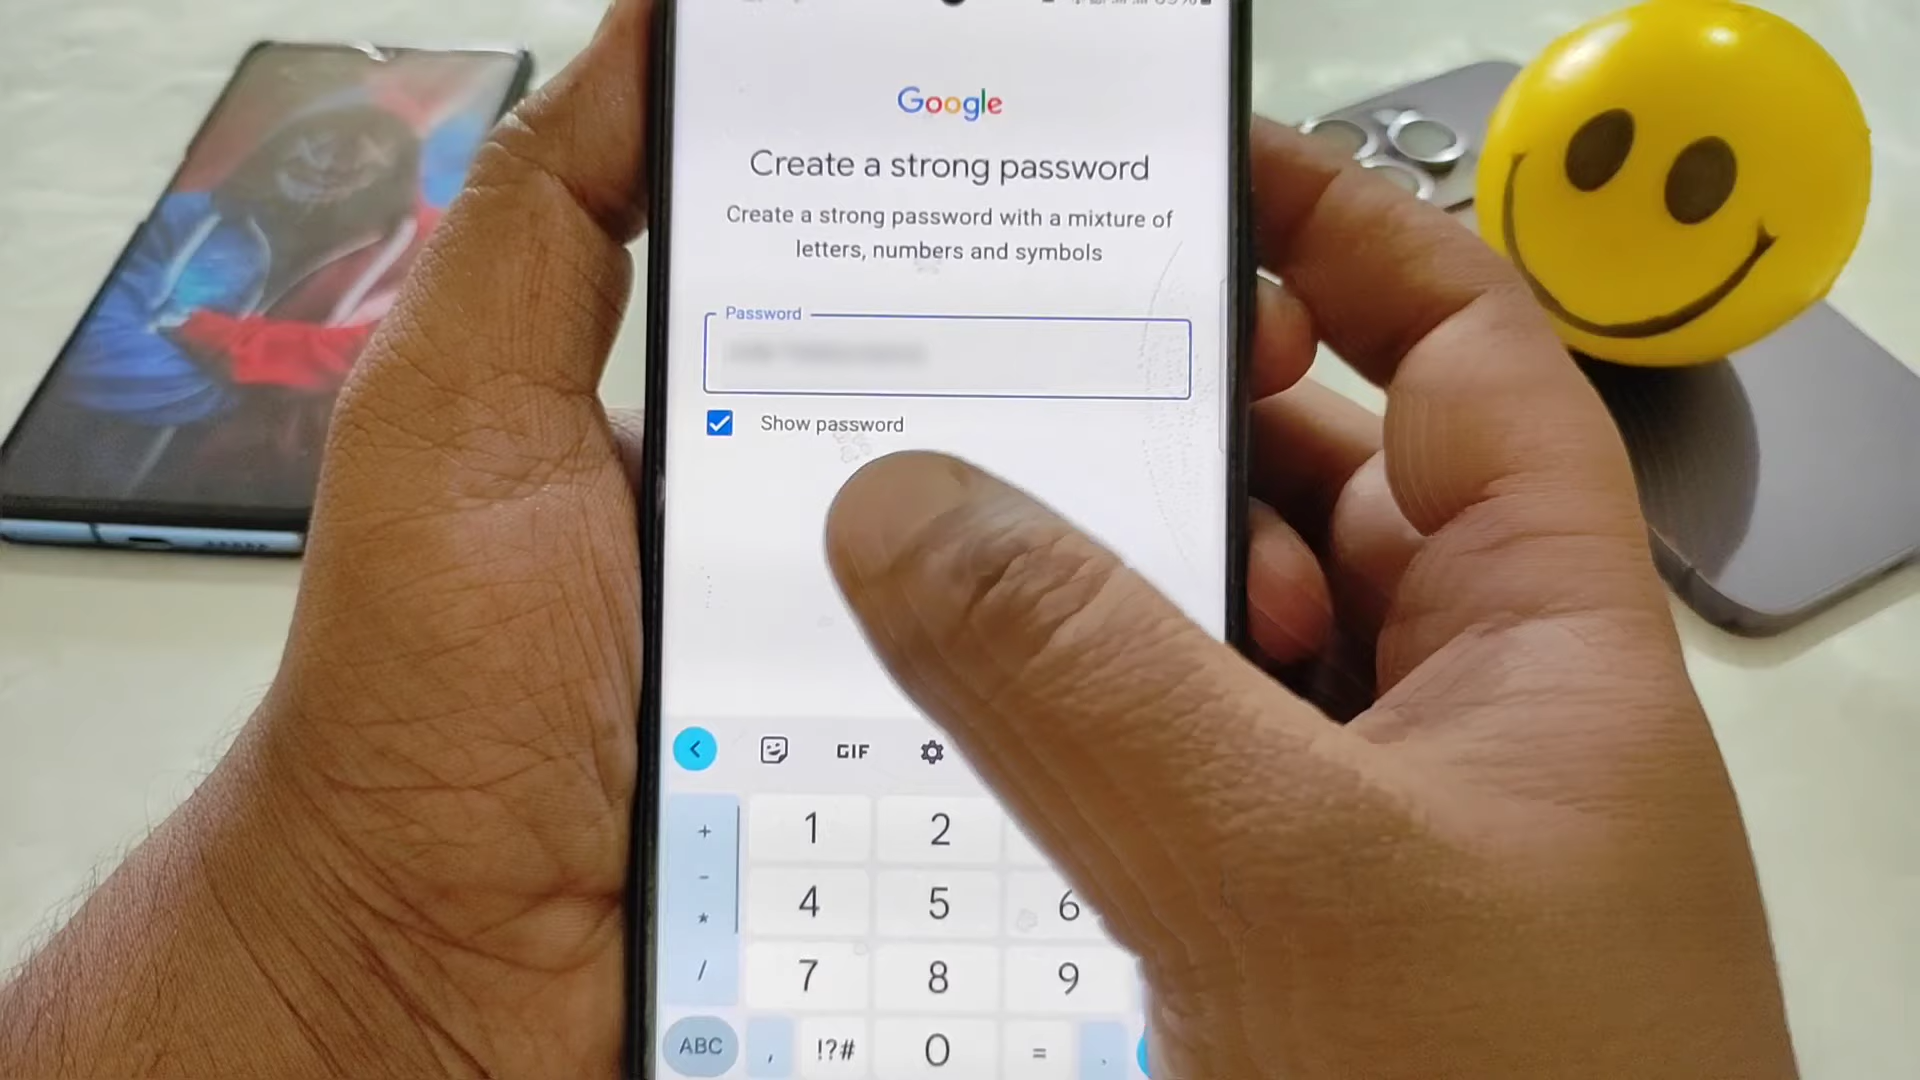 Google
Create a strong password
Create a strong password with a mixture of
letters, numbers and symbols
Password
Show password
GIF
+
1
2
-
4
5
6
*
/
7
8
9
ABC
,
!?#
0
=
.